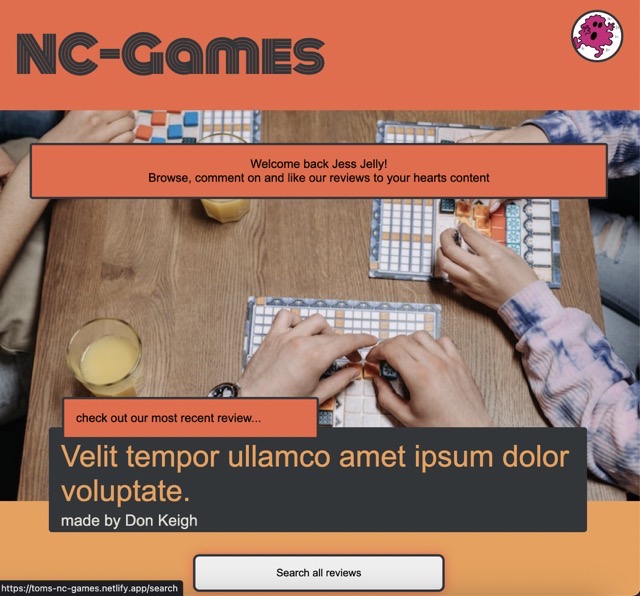 NC-Games
Welcome back Jess Jelly!
Browse, comment on and like our reviews to your hearts content
check out our most recent review...
Velit tempor ullamco amet ipsum dolor
voluptate.
made by Don Keigh
Search all reviews
https://toms-nc-games.netlify.app/search